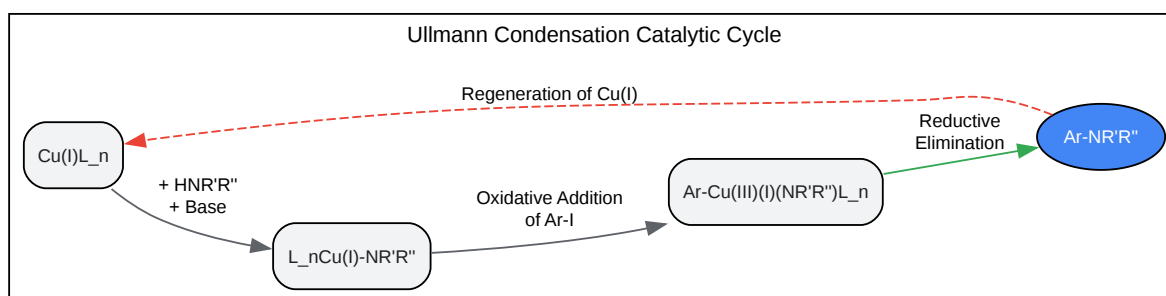 Ullmann Condensation Catalytic Cycle
Regeneration of Cu(I)
Reductive
Elimination
Ar-NR'R"
Cu(I)L_n
+ HNR'R"
+ Base
Oxidative Addition
of Ar-I
Ar-Cu(III)(I)(NR'R")L_n
L_nCu(I)-NR'R"